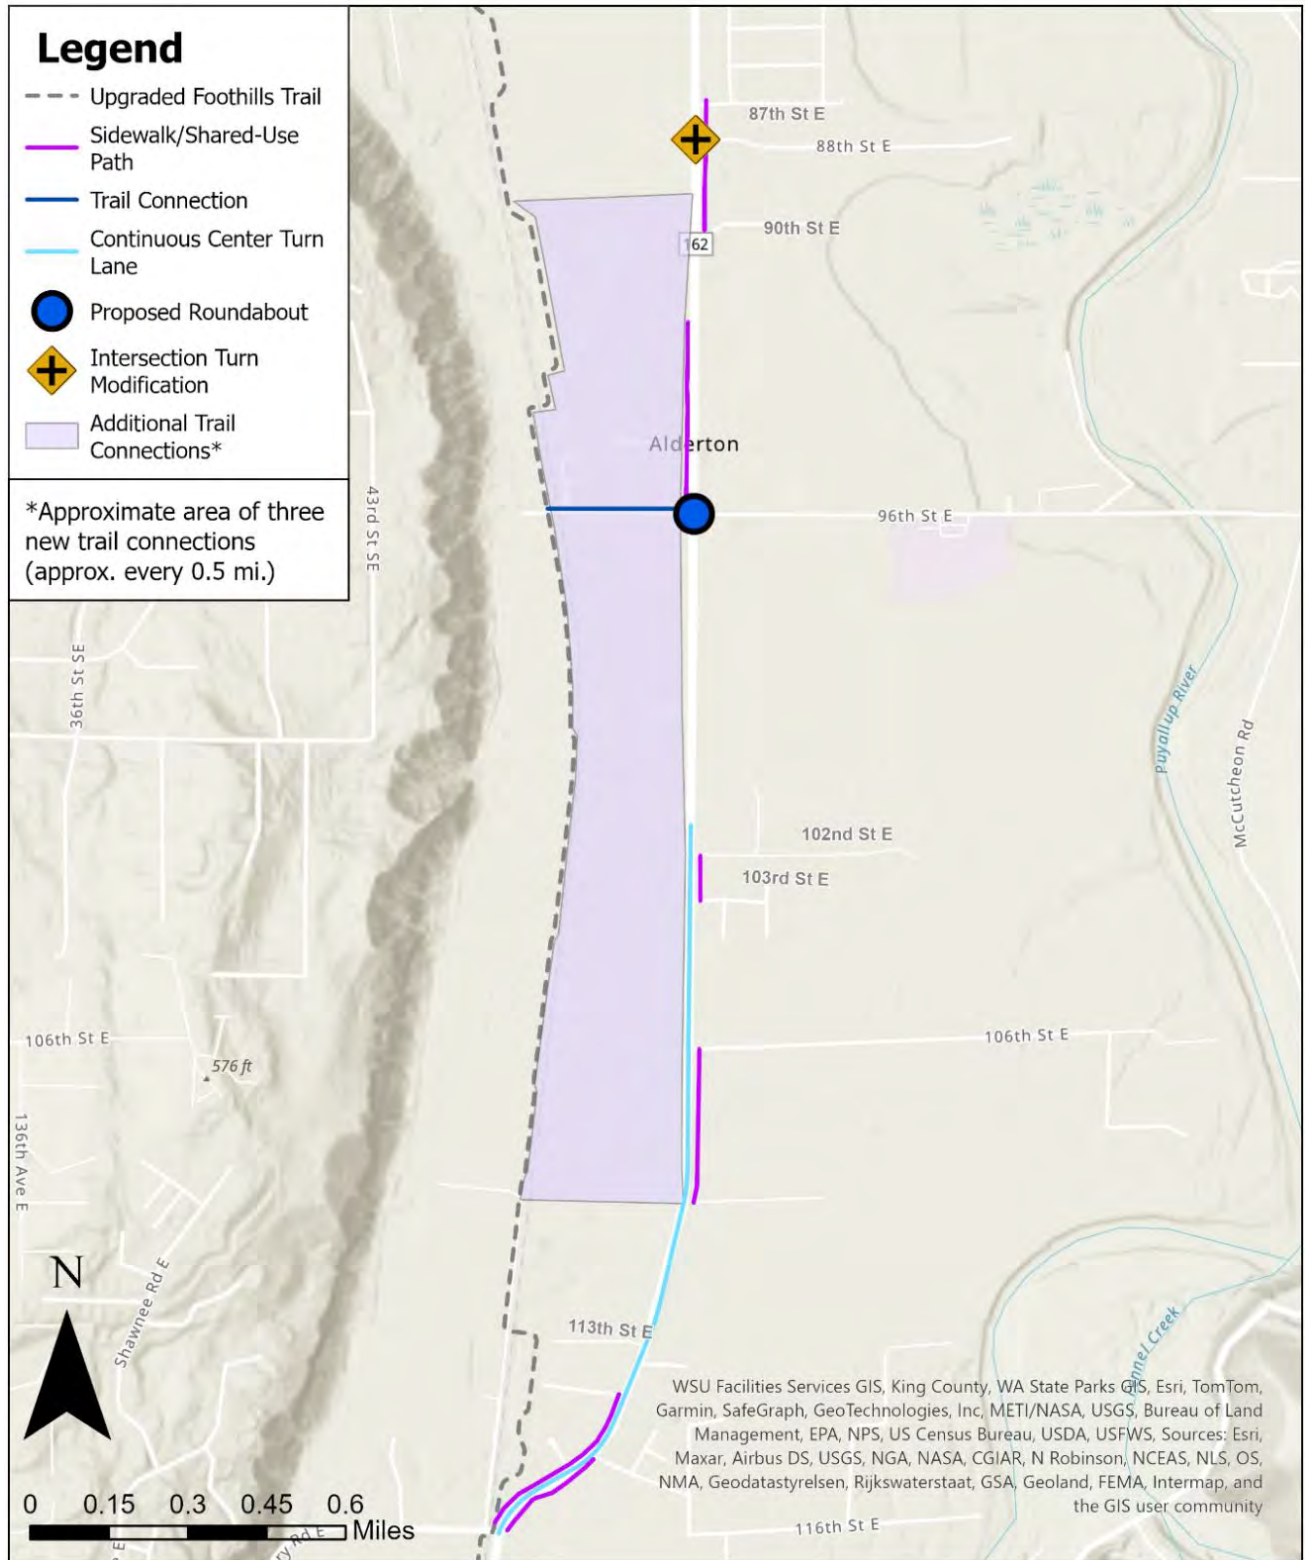 Legend
Upgraded Foothills Trail
Sidewalk/Shared-Use
Path
Trail Connection
Continuous Center Turn
Lane
Proposed Roundabout
Intersection Turn
Modification
Additional Trail
Connections*
*Approximate area of three
new trail connections
(approx. every 0.5 mi.)
87th St E
88th St E
90th St E
162
Alderton
43rd St SE
96th St E
36th St SE
Puyallup River
McCutcheon Rd
102nd St E
103rd St E
106th St E
106th St E
576 ft
136th Ave E
N
Shawnee Rd E
113th St E
Creek
WSU Facilities Services GIS, King County, WA State Parks GIS, Esri, TomTom,
Garmin, SafeGraph, GeoTechnologies, Inc, METI/NASA, USGS, Bureau of Land
Management, EPA, NPS, US Census Bureau, USDA, USFWS, Sources: Esri,
Maxar, Airbus DS, USGS, NGA, NASA, CGIAR, N Robinson, NCEAS, NLS, OS,
NMA, Geodatastyrelsen, Rijkswaterstaat, GSA, Geoland, FEMA, Intermap, and
the GIS user community
0 0.15 0.3 0.45 0.6
Miles
Rd E
E
116th St E